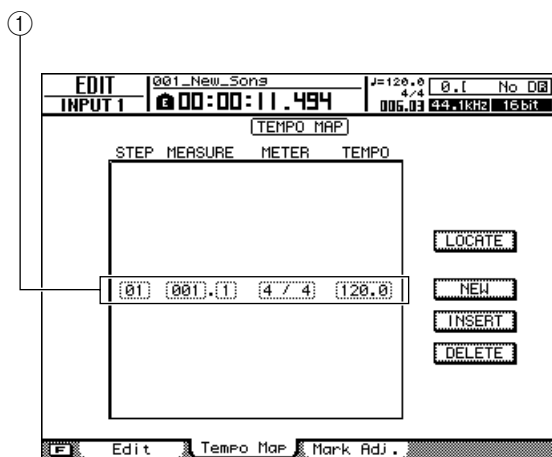 1
EDIT 001_New_Song ♩=120.0 4/4 0.[ No D
INPUT 1 E 00:00:11.494 006.03 44.1kHz 16bit
TEMPO MAP
STEP MEASURE METER TEMPO
LOCATE
01 001.1 4 / 4 120.0 NEW
INSERT
DELETE
F Edit Tempo Map Mark Adj.